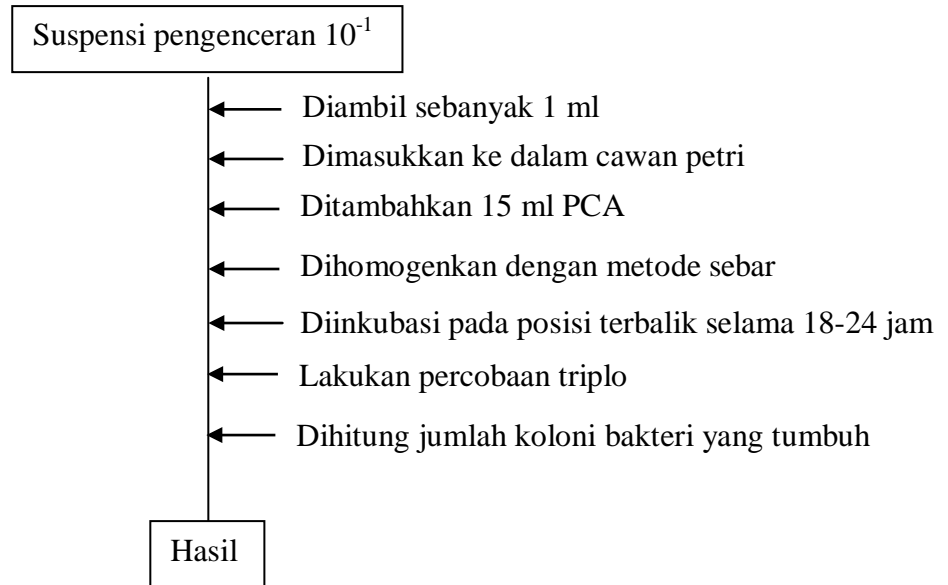 Suspensi pengenceran 10⁻¹
Diambil sebanyak 1 ml
Dimasukkan ke dalam cawan petri
Ditambahkan 15 ml PCA
Dihomogenkan dengan metode sebar
Diinkubasi pada posisi terbalik selama 18-24 jam
Lakukan percobaan triplo
Dihitung jumlah koloni bakteri yang tumbuh
Hasil